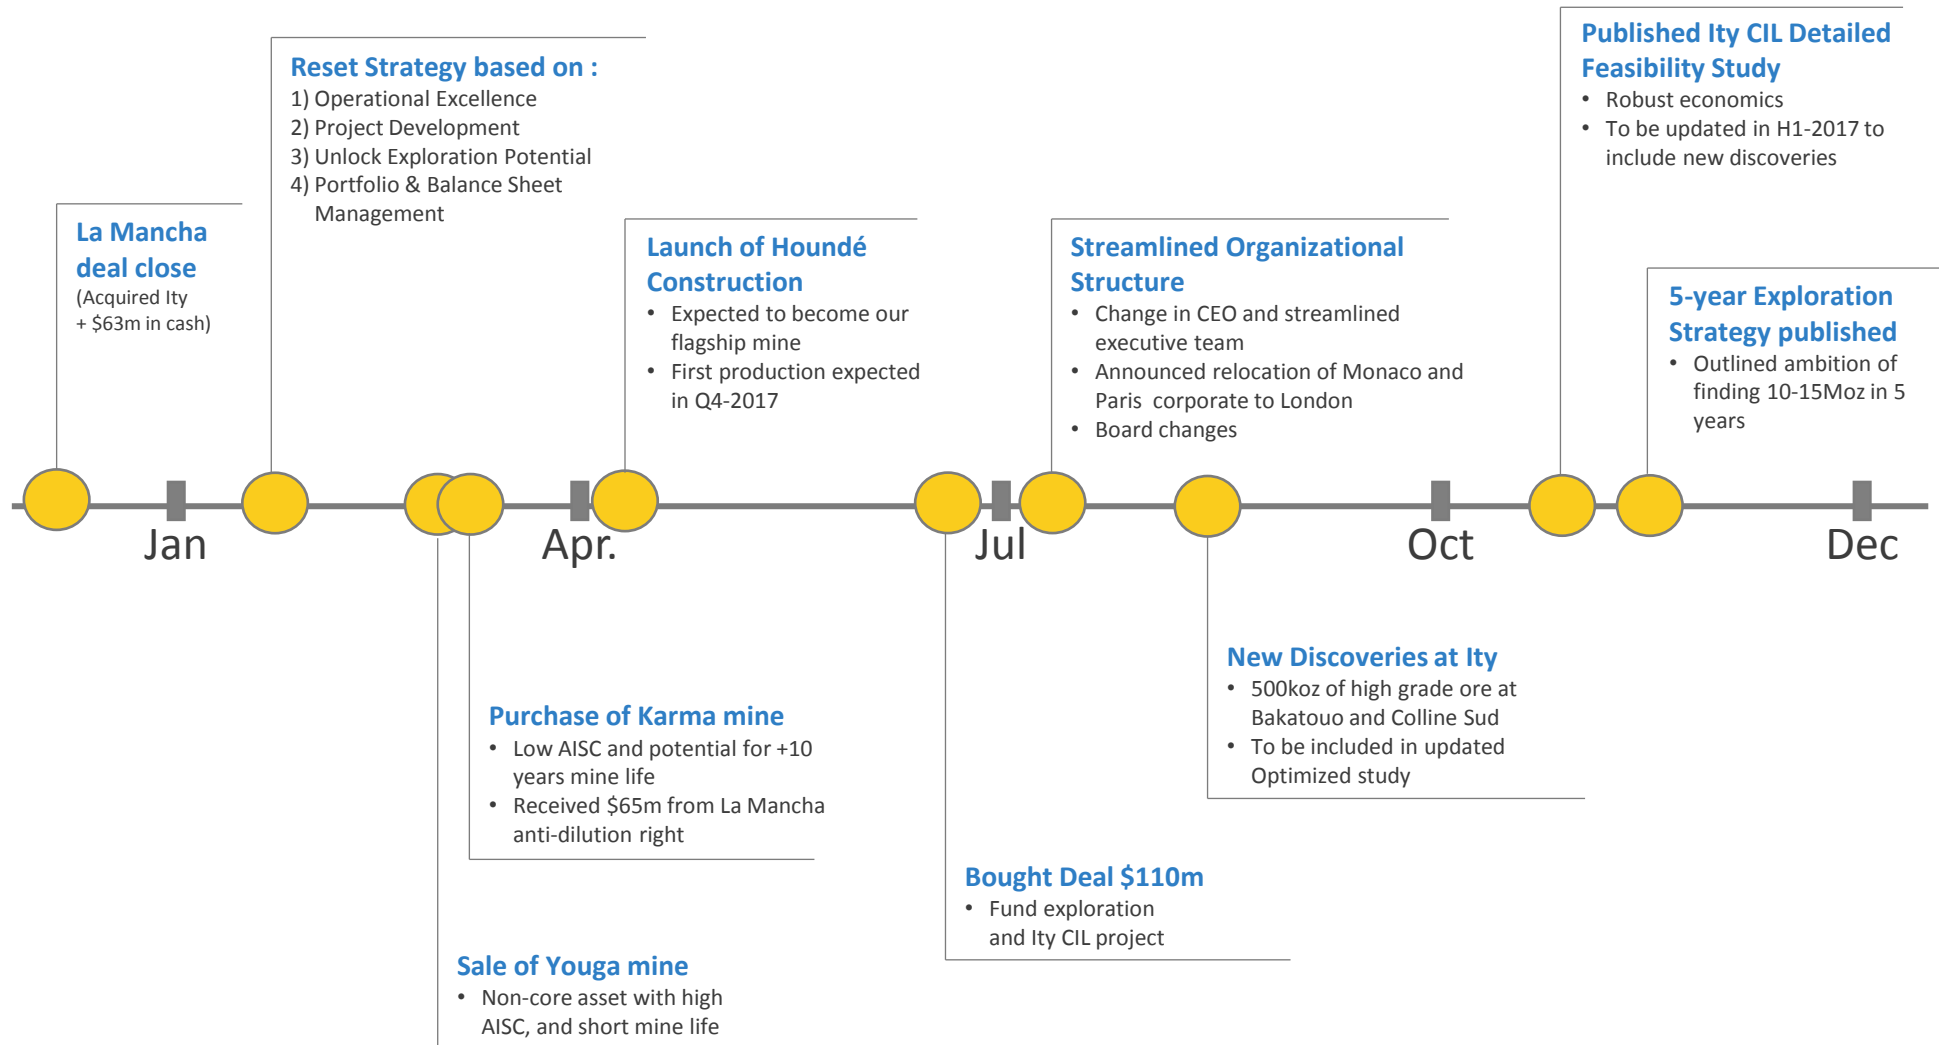 La Mancha
deal close
(Acquired Ity
+ $63m in cash)
Reset Strategy based on :
1) Operational Excellence
2) Project Development
3) Unlock Exploration Potential
4) Portfolio & Balance Sheet
Management
Launch of Houndé
Construction
• Expected to become our
flagship mine
• First production expected
in Q4-2017
Streamlined Organizational
Structure
• Change in CEO and streamlined
executive team
• Announced relocation of Monaco and
Paris corporate to London
• Board changes
Published Ity CIL Detailed
Feasibility Study
• Robust economics
• To be updated in H1-2017 to
include new discoveries
5-year Exploration
Strategy published
• Outlined ambition of
finding 10-15Moz in 5
years
Jan
Apr.
Jul
Oct
Dec
Sale of Youga mine
• Non-core asset with high
AISC, and short mine life
Purchase of Karma mine
• Low AISC and potential for +10
years mine life
• Received $65m from La Mancha
anti-dilution right
Bought Deal $110m
• Fund exploration
and Ity CIL project
New Discoveries at Ity
• 500koz of high grade ore at
Bakatouo and Colline Sud
• To be included in updated
Optimized study